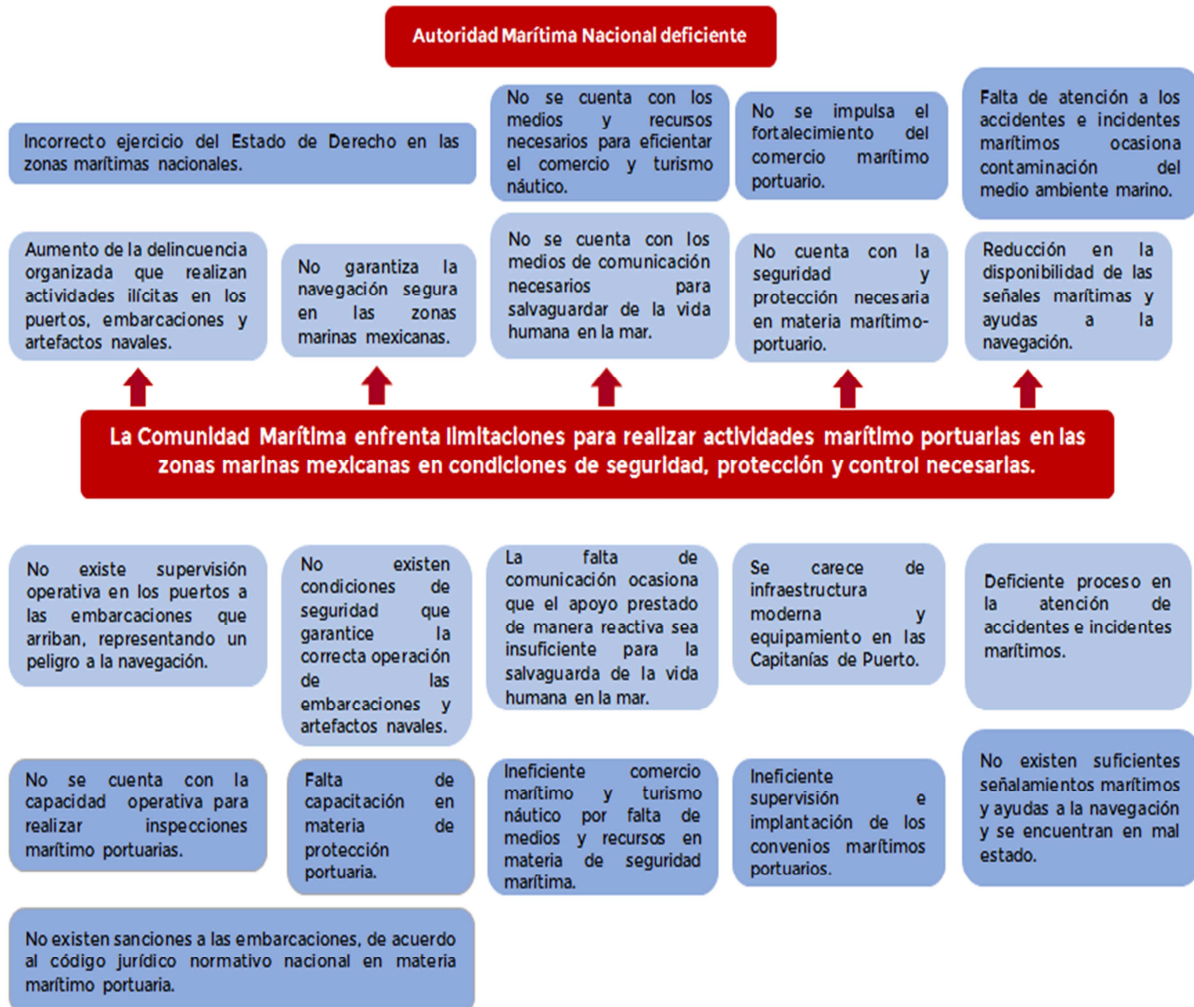 Autoridad Marítima Nacional deficiente
Incorrecto ejercicio del Estado de Derecho en las
zonas marítimas nacionales.
No se cuenta con los
medios y recursos
necesarios para eficientar
el comercio y turismo
náutico.
No se impulsa el
fortalecimiento del
comercio marítimo
portuario.
Falta de atención a los
accidentes e incidentes
marítimos ocasiona
contaminación del
medio ambiente marino.
Aumento de la delincuencia
organizada que realizan
actividades ilícitas en los
puertos, embarcaciones y
artefactos navales.
No garantiza la
navegación segura
en las zonas
marinas mexicanas.
No se cuenta con los
medios de comunicación
necesarios para
salvaguardar de la vida
humana en la mar.
No cuenta con la
seguridad y
protección necesaria
en materia marítimo-
portuario.
Reducción en la
disponibilidad de las
señales marítimas y
ayudas a la
navegación.
La Comunidad Marítima enfrenta limitaciones para realizar actividades marítimo portuarias en las
zonas marinas mexicanas en condiciones de seguridad, protección y control necesarias.
No existe supervisión
operativa en los puertos a
las embarcaciones que
arriban, representando un
peligro a la navegación.
No existen
condiciones de
seguridad que
garantice la
correcta operación
de las
embarcaciones y
artefactos navales.
La falta de
comunicación ocasiona
que el apoyo prestado
de manera reactiva sea
insuficiente para la
salvaguarda de la vida
humana en la mar.
Se carece de
infraestructura
moderna y
equipamiento en las
Capitanías de Puerto.
Deficiente proceso en
la atención de
accidentes e incidentes
marítimos.
No se cuenta con la
capacidad operativa para
realizar inspecciones
marítimo portuarias.
Falta de
capacitación en
materia de
protección
portuaria.
Ineficiente comercio
marítimo y turismo
náutico por falta de
medios y recursos en
materia de seguridad
marítima.
Ineficiente
supervisión e
implantación de los
convenios marítimos
portuarios.
No existen suficientes
señalamientos marítimos
y ayudas a la navegación
y se encuentran en mal
estado.
No existen sanciones a las embarcaciones, de acuerdo
al código jurídico normativo nacional en materia
marítimo portuaria.